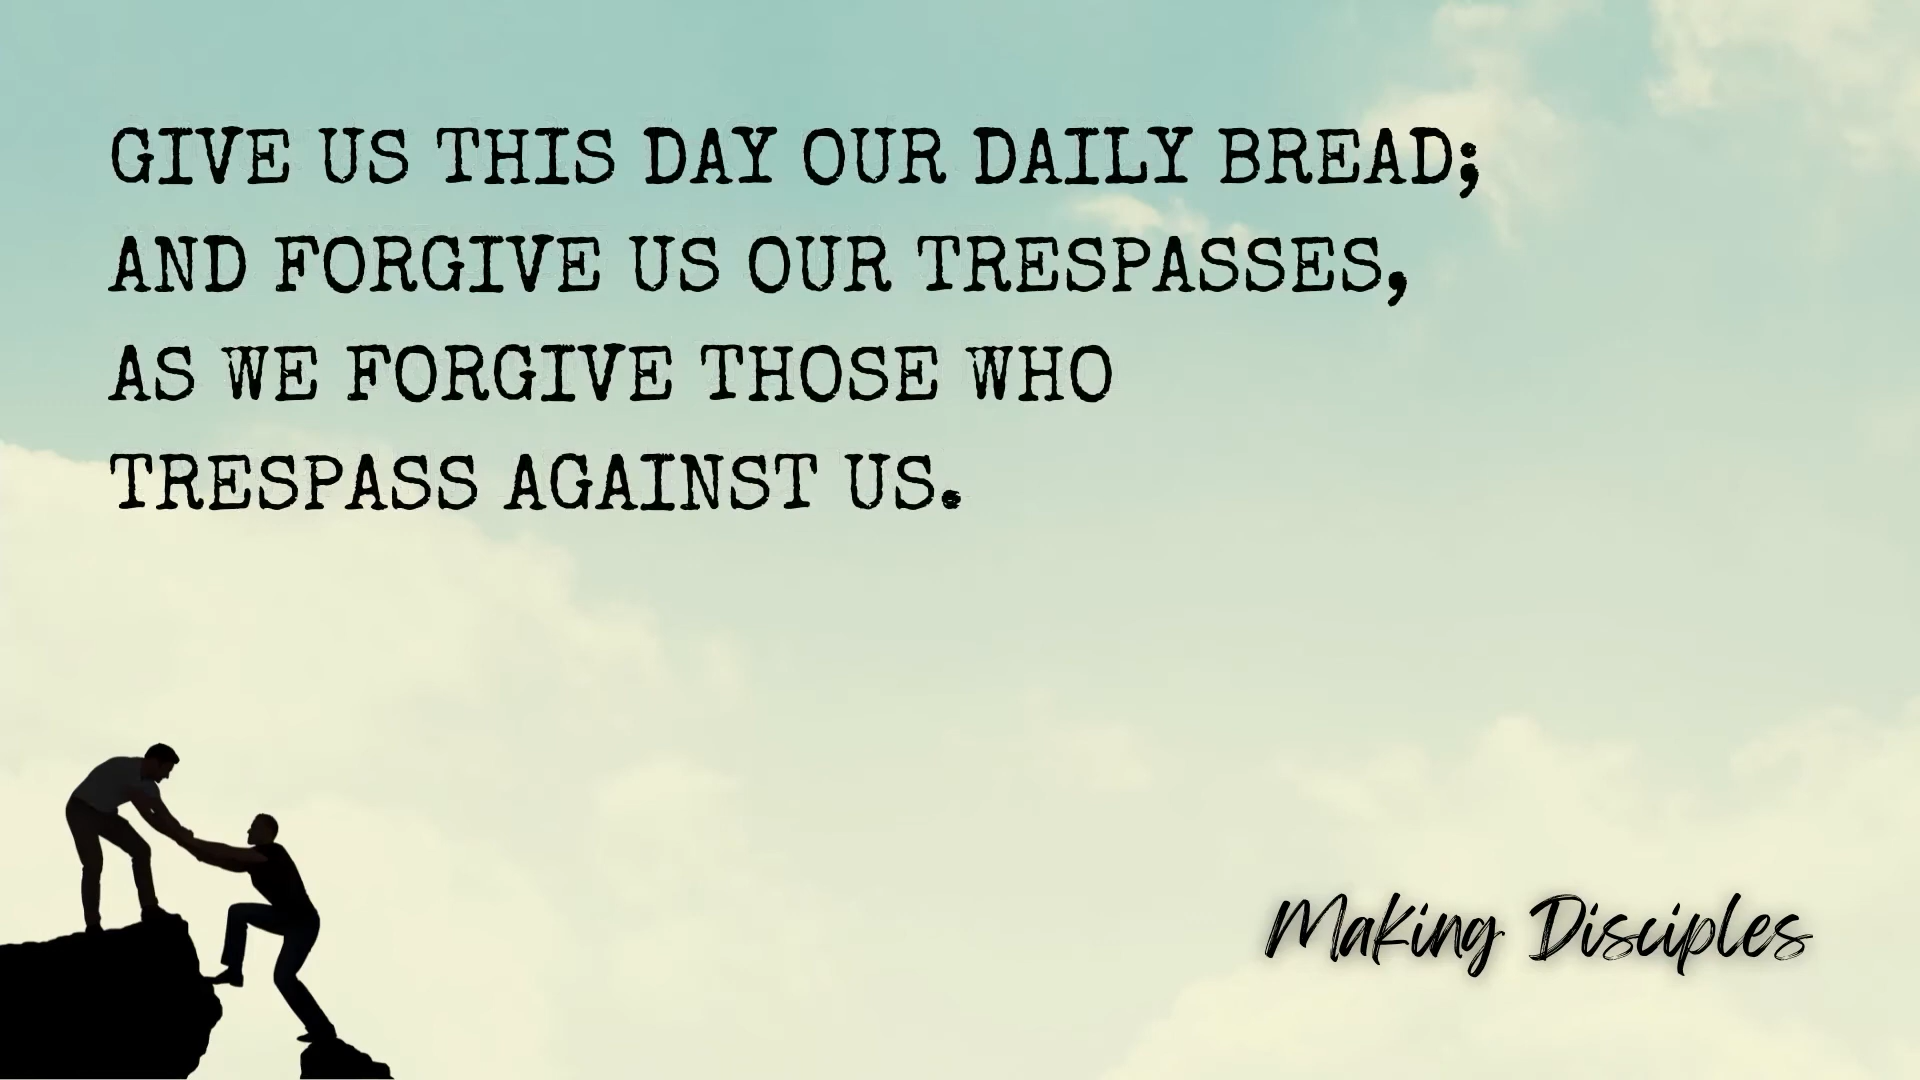 GIVE US THIS DAY OUR DAILY BREAD;
AND FORGIVE US OUR TRESPASSES,
AS WE FORGIVE THOSE WHO
TRESPASS AGAINST US.
Making Disciples